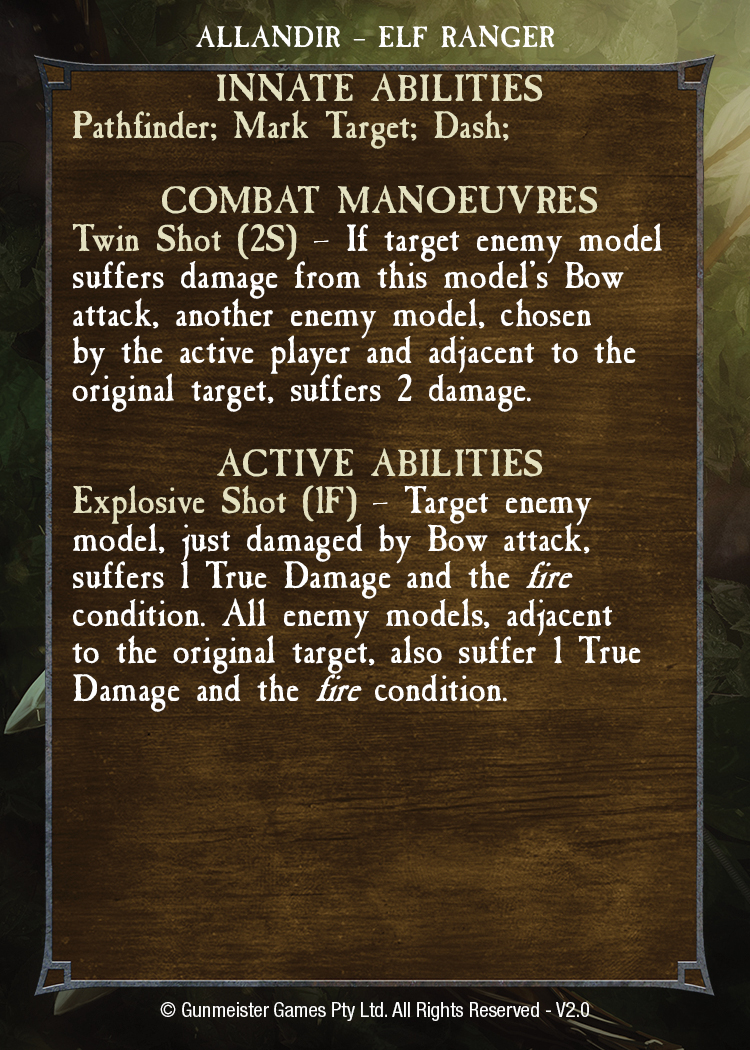 ALLANDIR – ELF RANGER
INNATE ABILITIES
Pathfinder; Mark Target; Dash;
COMBAT MANOEUVRES
Twin Shot (2S) – If target enemy model
suffers damage from this model's Bow
attack, another enemy model, chosen
by the active player and adjacent to the
original target, suffers 2 damage.
ACTIVE ABILITIES
Explosive Shot (1F) – Target enemy
model, just damaged by Bow attack,
suffers 1 True Damage and the fire
condition. All enemy models, adjacent
to the original target, also suffer 1 True
Damage and the fire condition.
© Gunmeister Games Pty Ltd. All Rights Reserved - V2.0